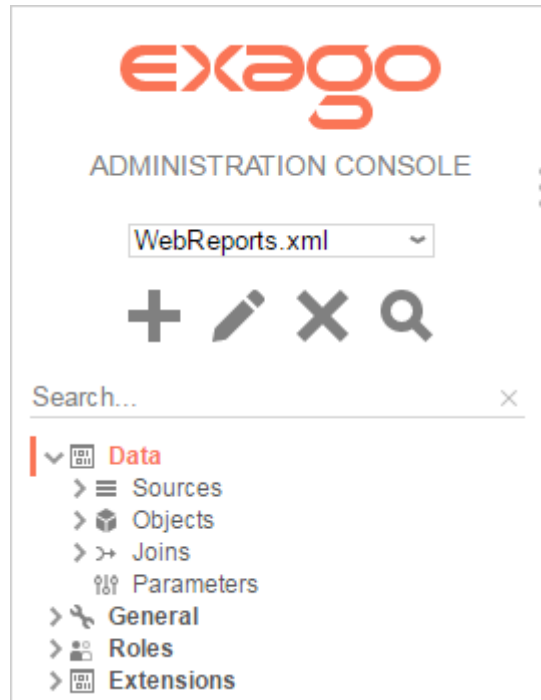 exago
ADMINISTRATION CONSOLE
WebReports.xml
Search...
Data
Sources
Objects
Joins
Parameters
General
Roles
Extensions